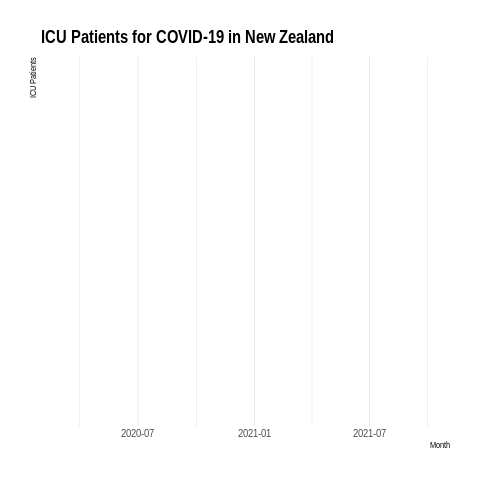 ICU Patients for COVID-19 in New Zealand
ICU Patients
2020-07 2021-01 2021-07
Month